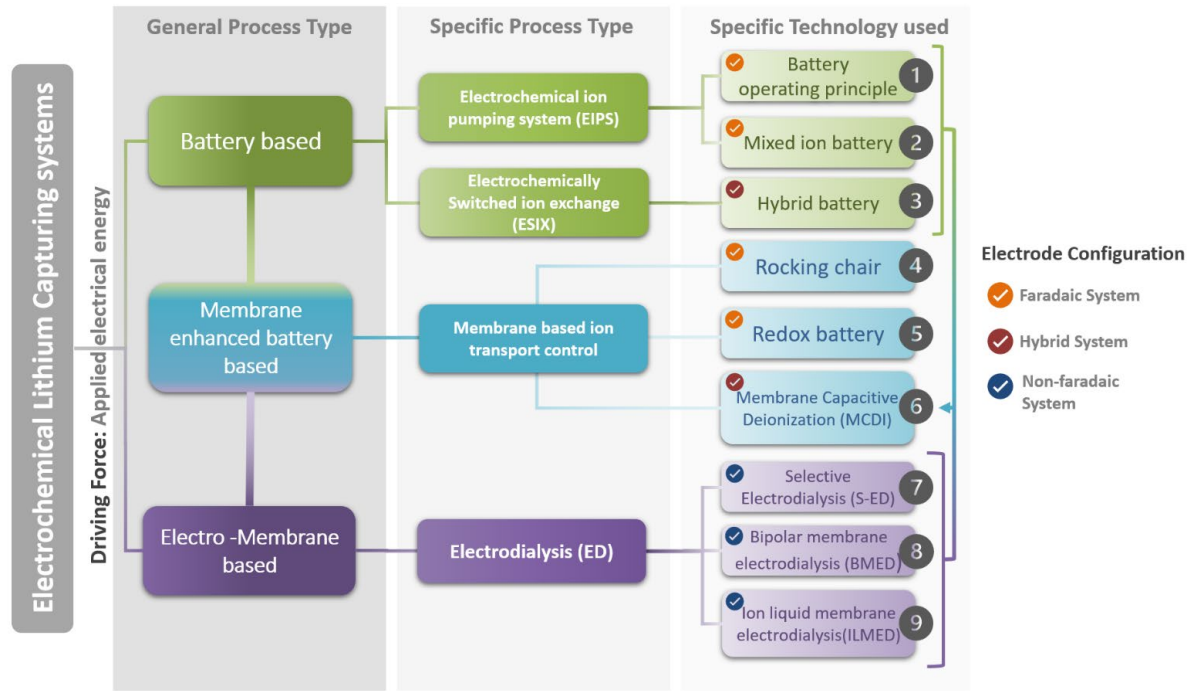 Electrochemical Lithium Capturing systems
Driving Force: Applied electrical energy
General Process Type
Specific Process Type
Specific Technology used
Battery based
Membrane
enhanced battery
based
Electro -Membrane
based
Electrochemical ion
pumping system (EIPS)
Electrochemically
Switched ion exchange
(ESIX)
Membrane based ion
transport control
Electrodialysis (ED)
Battery
operating principle
1
Mixed ion battery
2
Hybrid battery
3
Rocking chair
4
Redox battery
5
Membrane Capacitive
Deionization (MCDI)
6
Selective
Electrodialysis (S-ED)
7
Bipolar membrane
electrodialysis (BMED)
8
Ion liquid membrane
electrodialysis(ILMED)
9
Electrode Configuration
Faradaic System
Hybrid System
Non-faradaic
System